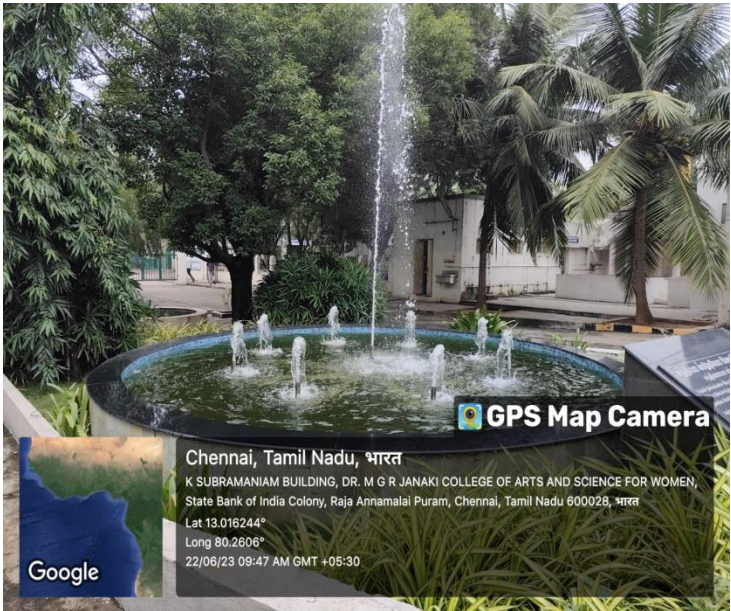 GPS Map Camera
Chennai, Tamil Nadu, भारत
K SUBRAMANIAM BUILDING, DR. M G R JANAKI COLLEGE OF ARTS AND SCIENCE FOR WOMEN,
State Bank of India Colony, Raja Annamalai Puram, Chennai, Tamil Nadu 600028, भारत
Lat 13.016244°
Long 80.2606°
22/06/23 09:47 AM GMT +05:30
Google